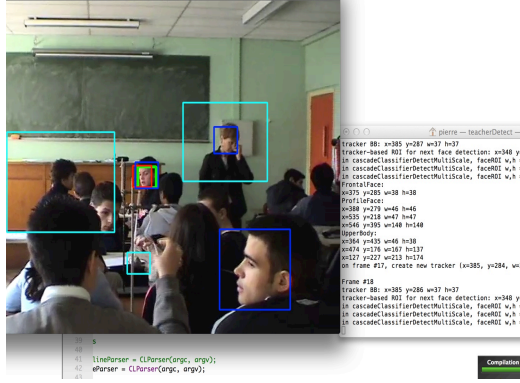 pierre — teacherDetect —
tracker BB: x=385 y=287 w=37 h=37
tracker-based ROI for next face detection: x=348 y
in cascadeClassifierDetectMultiScale, faceROI w,h
in cascadeClassifierDetectMultiScale, faceROI w,h
in cascadeClassifierDetectMultiScale, faceROI w,h
FrontalFace:
x=375 y=285 w=38 h=38
ProfileFace:
x=380 y=279 w=46 h=46
x=535 y=218 w=47 h=47
x=546 y=395 w=140 h=140
UpperBody:
x=364 y=435 w=46 h=38
x=474 y=176 w=167 h=137
x=127 y=227 w=213 h=174
on frame #17, create new tracker (x=385, y=284, w=
Frame #18
tracker BB: x=385 y=286 w=37 h=37
tracker-based ROI for next face detection: x=348 y
in cascadeClassifierDetectMultiScale, faceROI w,h
in cascadeClassifierDetectMultiScale, faceROI w,h
in cascadeClassifierDetectMultiScale, faceROI w,h
s
41 lineParser = CLParser(argc, argv);
42 eParser = CLParser(argc, argv);
43
Compilation